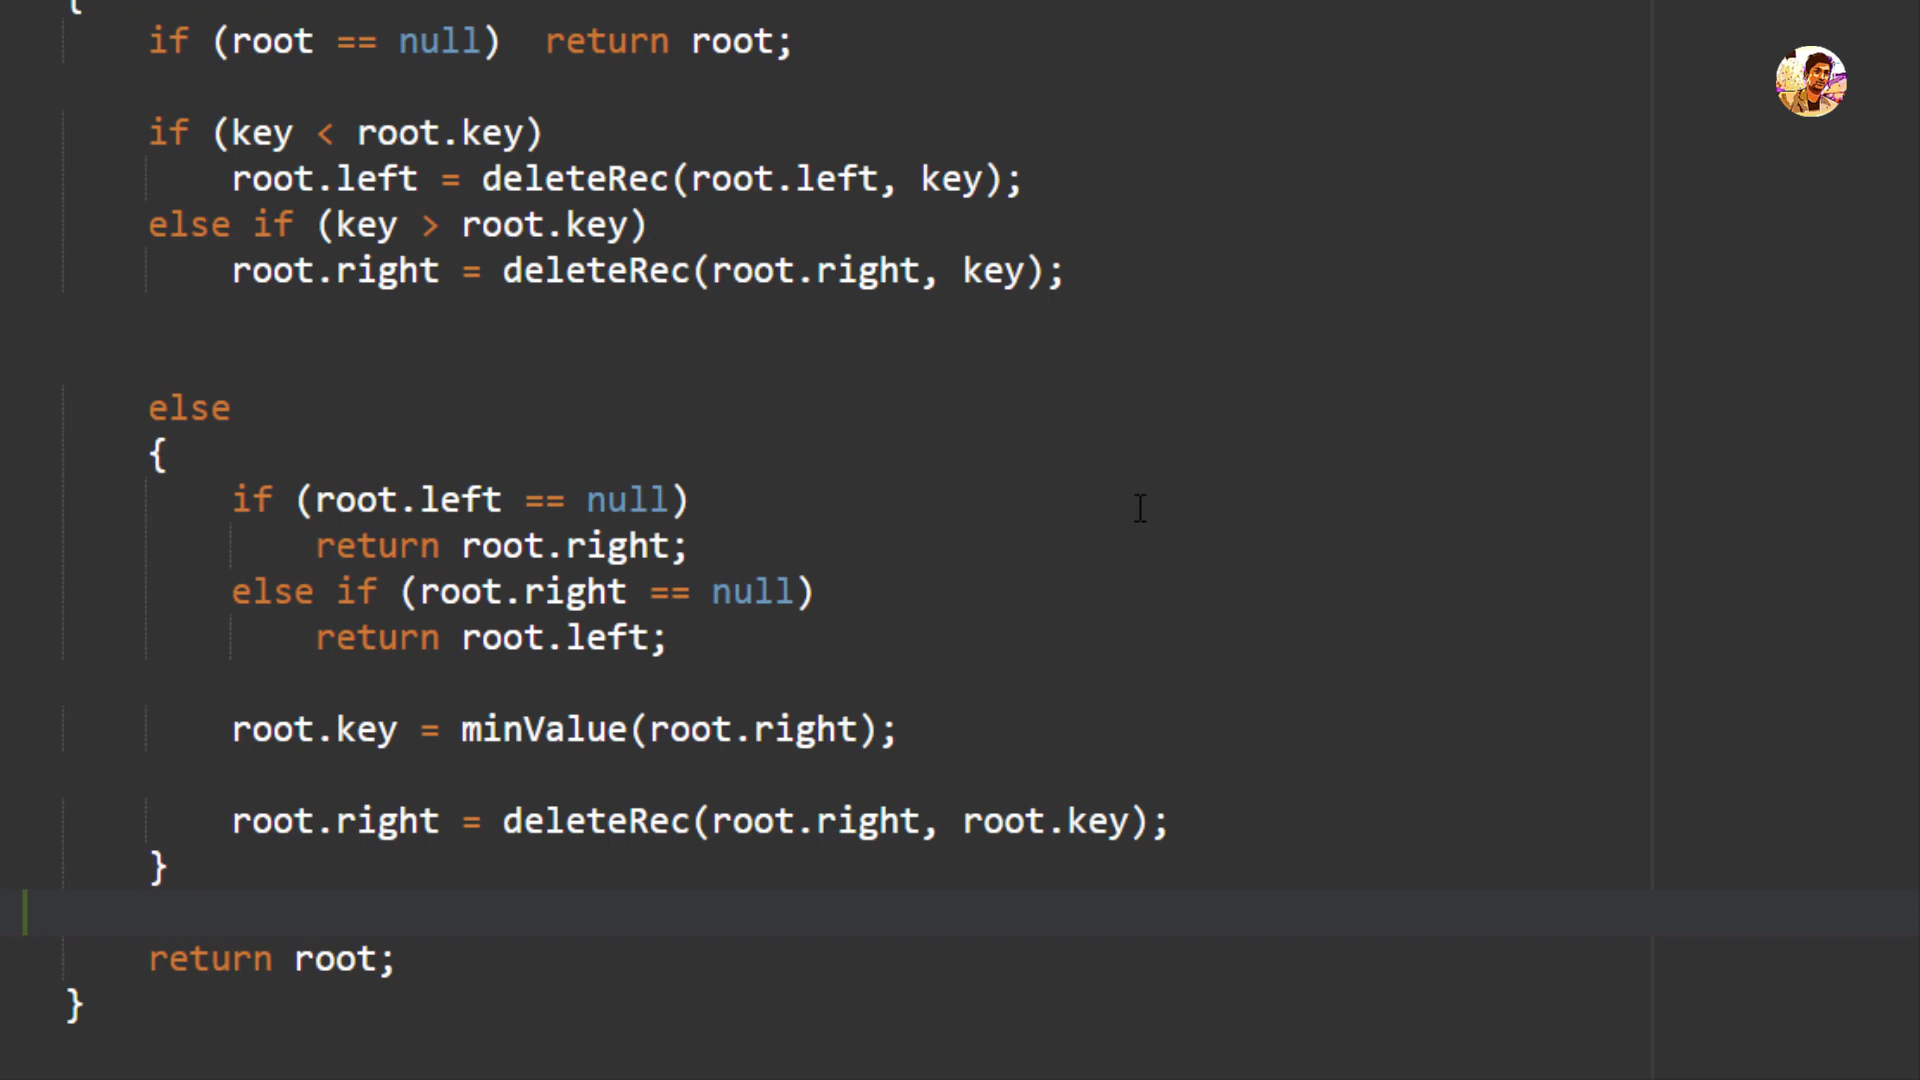 {
if (root == null)  return root;
if (key < root.key)
root.left = deleteRec(root.left, key);
else if (key > root.key)
root.right = deleteRec(root.right, key);
else
{
if (root.left == null)
return root.right;
else if (root.right == null)
return root.left;
root.key = minValue(root.right);
root.right = deleteRec(root.right, root.key);
}
return root;
}